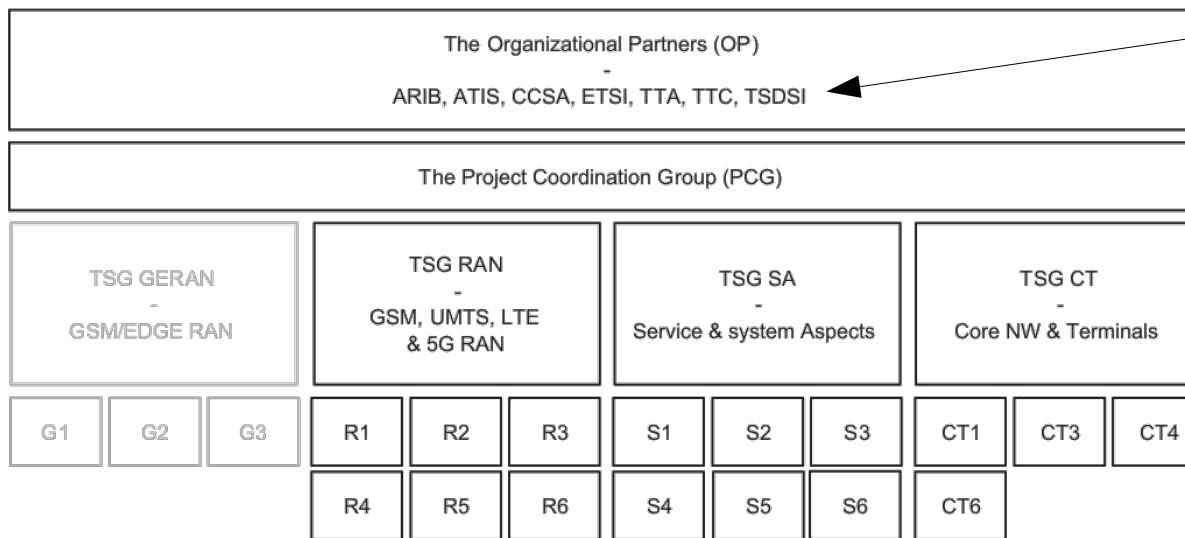 The Organizational Partners (OP)
-
ARIB, ATIS, CCSA, ETSI, TTA, TTC, TSDSI
The Project Coordination Group (PCG)
TSG GERAN
-
GSM/EDGE RAN
TSG RAN
-
GSM, UMTS, LTE
& 5G RAN
TSG SA
-
Service & system Aspects
TSG CT
-
Core NW & Terminals
G1 G2 G3 R1 R2 R3 S1 S2 S3 CT1 CT3 CT4
R4 R5 R6 S4 S5 S6 CT6